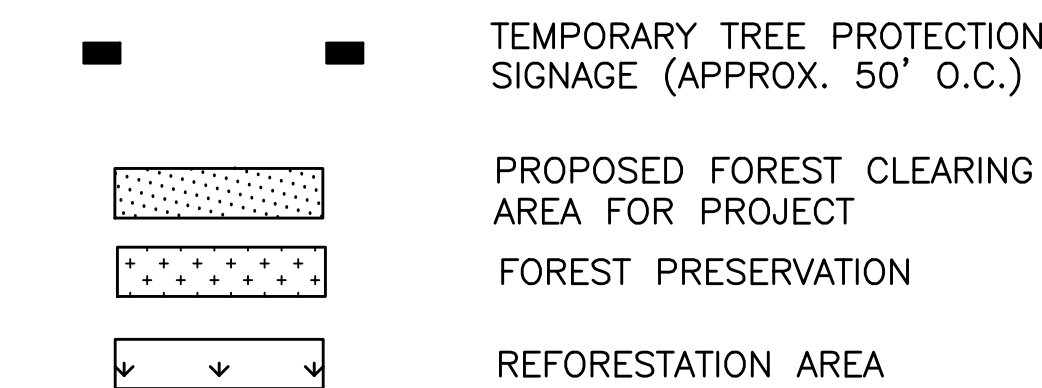 TEMPORARY TREE PROTECTION
SIGNAGE (APPROX. 50' O.C.)
PROPOSED FOREST CLEARING
AREA FOR PROJECT
FOREST PRESERVATION
REFORESTATION AREA